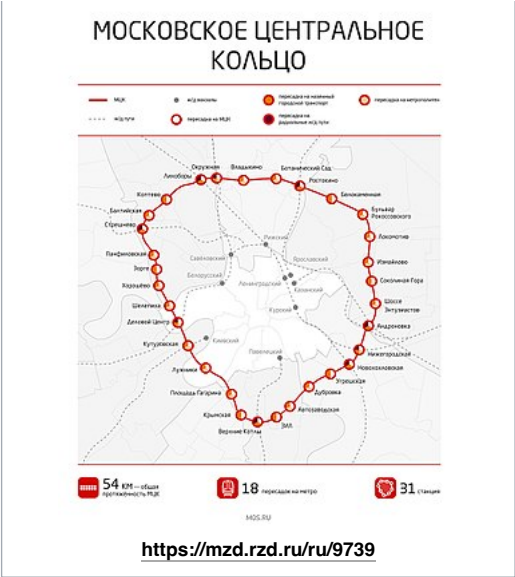 МОСКОВСКОЕ ЦЕНТРАЛЬНОЕ
КОЛЬЦО
МЦК
ж/д вокзалы
пересадка на наземный
городской транспорт
пересадка на метрополитен
ж/д пути
пересадка на МЦК
пересадка на
радиальные ж/д пути
Окружная
Владыкино
Ботанический Сад
Лихоборы
Ростокино
Коптево
Белокаменная
Балтийская
Бульвар
Рокоссовского
Стрешнево
Локомотив
Рижский
Панфиловская
Савёловский
Ярославский
Измайлово
Зорге
Белорусский
Ленинградский
Соколиная Гора
Хорошёво
Казанский
Шелепиха
Курский
Шоссе
Энтузиастов
Деловой Центр
Андроновка
Кутузовская
Киевский
Павелецкий
Нижегородская
Лужники
Новохохловская
Угрешская
Площадь Гагарина
Дубровка
Крымская
Автозаводская
Верхние Котлы
ЗИЛ
54 КМ — общая
протяжённость МЦК
18 пересадок на метро
31 станция
MOS.RU
https://mzd.rzd.ru/ru/9739